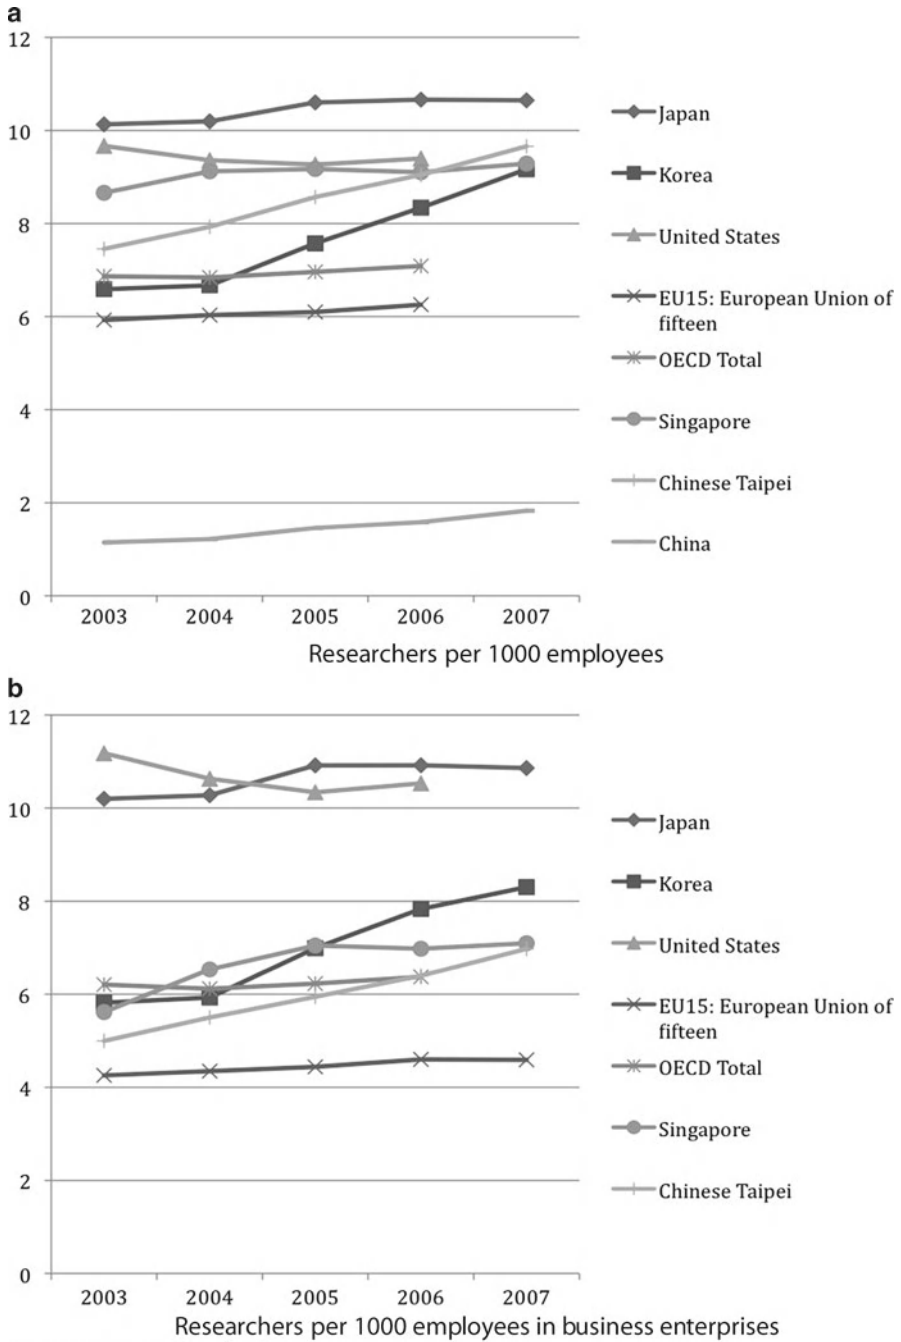 a
12
10
8
6
4
2
0
2003 2004 2005 2006 2007
Researchers per 1000 employees
Japan
Korea
United States
EU15: European Union of
fifteen
OECD Total
Singapore
Chinese Taipei
China
b
12
10
8
6
4
2
0
2003 2004 2005 2006 2007
Researchers per 1000 employees in business enterprises
Japan
Korea
United States
EU15: European Union of
fifteen
OECD Total
Singapore
Chinese Taipei